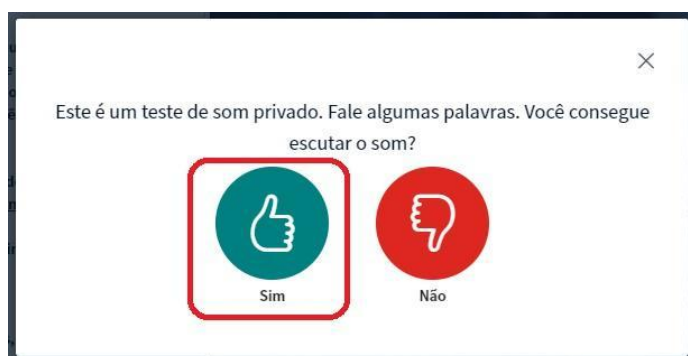 Este é um teste de som privado. Fale algumas palavras. Você consegue
escutar o som?
Sim
Não